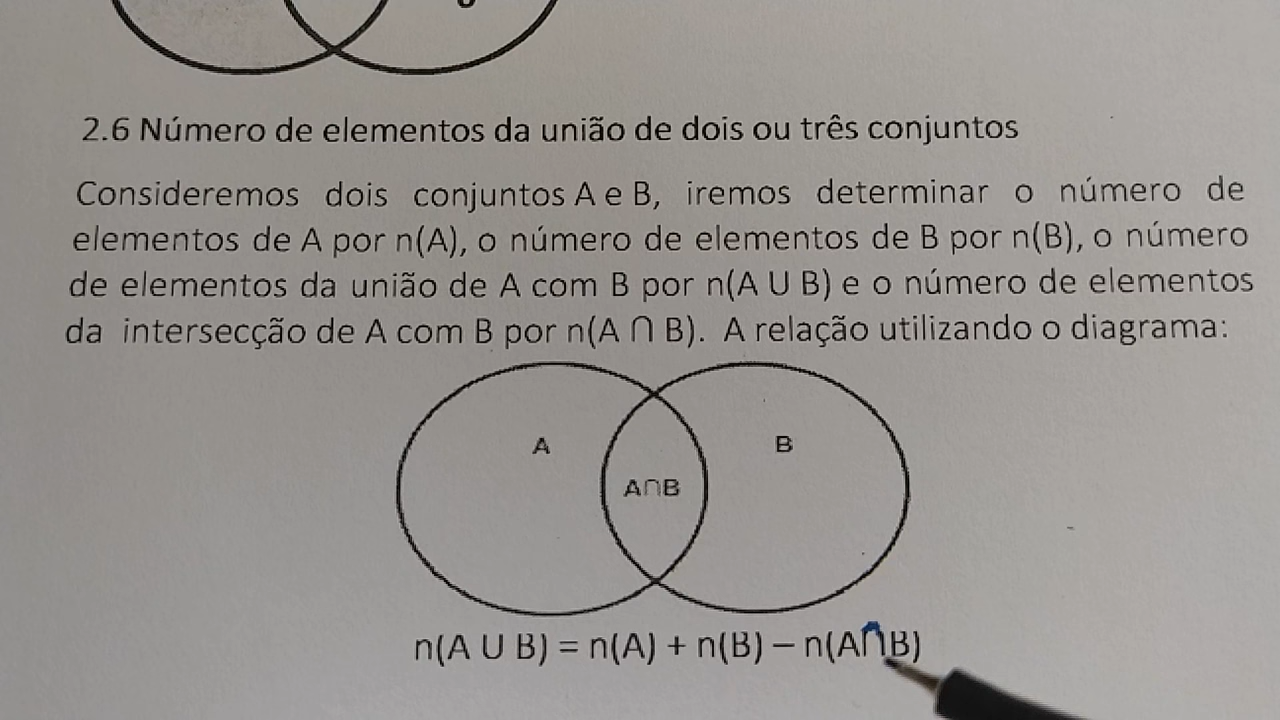 2.6 Número de elementos da união de dois ou três conjuntos
Consideremos dois conjuntos A e B, iremos determinar o número de
elementos de A por n(A), o número de elementos de B por n(B), o número
de elementos da união de A com B por n(A U B) e o número de elementos
da intersecção de A com B por n(A ∩ B). A relação utilizando o diagrama:
A B
A∩B
n(A U B) = n(A) + n(B) – n(A∩B)